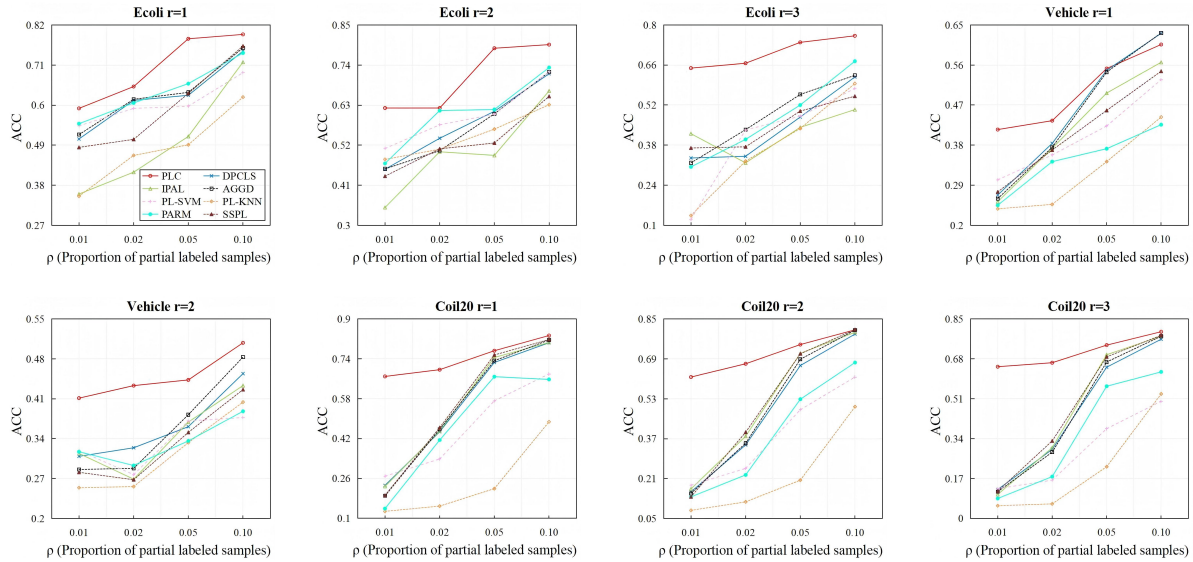 Ecoli r=1
ACC
0.82
0.71
0.6
0.49
0.38
0.27
PLC
DPCLS
IPAL
AGGD
PL-SVM
PL-KNN
PARM
SSPL
0.01 0.02 0.05 0.10
ρ (Proportion of partial labeled samples)
Ecoli r=2
ACC
0.85
0.74
0.63
0.52
0.41
0.3
0.01 0.02 0.05 0.10
ρ (Proportion of partial labeled samples)
Ecoli r=3
ACC
0.8
0.66
0.52
0.38
0.24
0.1
0.01 0.02 0.05 0.10
ρ (Proportion of partial labeled samples)
Vehicle r=1
ACC
0.65
0.56
0.47
0.38
0.29
0.2
0.01 0.02 0.05 0.10
ρ (Proportion of partial labeled samples)
Vehicle r=2
ACC
0.55
0.48
0.41
0.34
0.27
0.2
0.01 0.02 0.05 0.10
ρ (Proportion of partial labeled samples)
Coil20 r=1
ACC
0.9
0.74
0.58
0.42
0.26
0.1
0.01 0.02 0.05 0.10
ρ (Proportion of partial labeled samples)
Coil20 r=2
ACC
0.85
0.69
0.53
0.37
0.21
0.05
0.01 0.02 0.05 0.10
ρ (Proportion of partial labeled samples)
Coil20 r=3
ACC
0.85
0.68
0.51
0.34
0.17
0
0.01 0.02 0.05 0.10
ρ (Proportion of partial labeled samples)